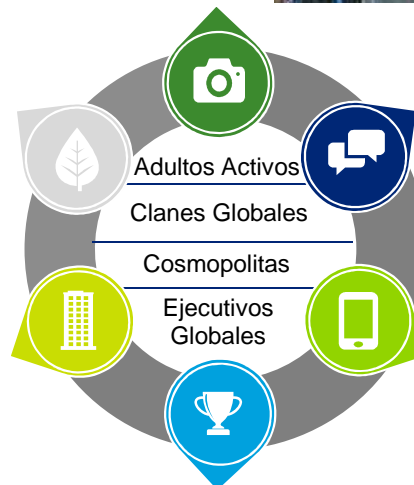 Adultos Activos
Clanes Globales
Cosmopolitas
Ejecutivos
Globales